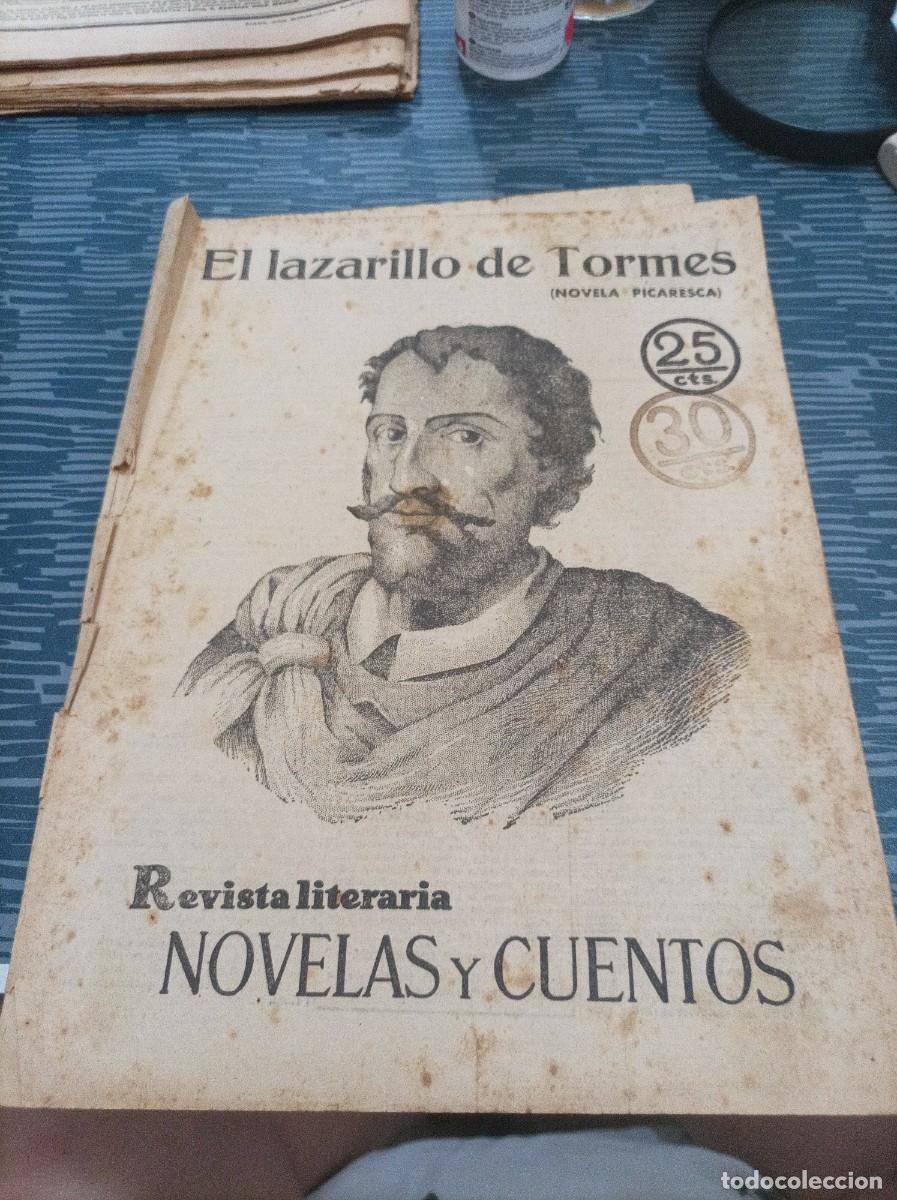 El lazarillo de Tormes
(NOVELA PICARESCA)
25
cts.
30
cts.
Revista literaria
NOVELAS Y CUENTOS
todocoleccion